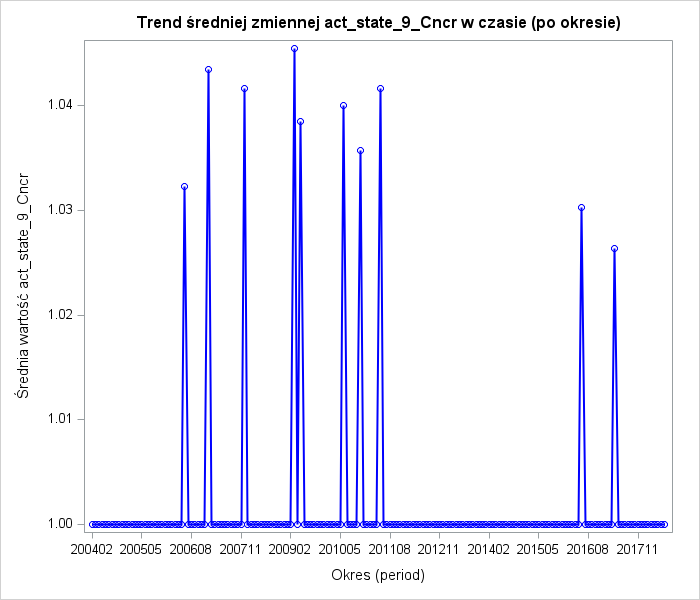 Trend średniej zmiennej act_state_9_Cncr w czasie (po okresie)
Średnia wartość act_state_9_Cncr
1.04
1.03
1.02
1.01
1.00
200402 200505 200608 200711 200902 201005 201108 201211 201402 201505 201608 201711
Okres (period)